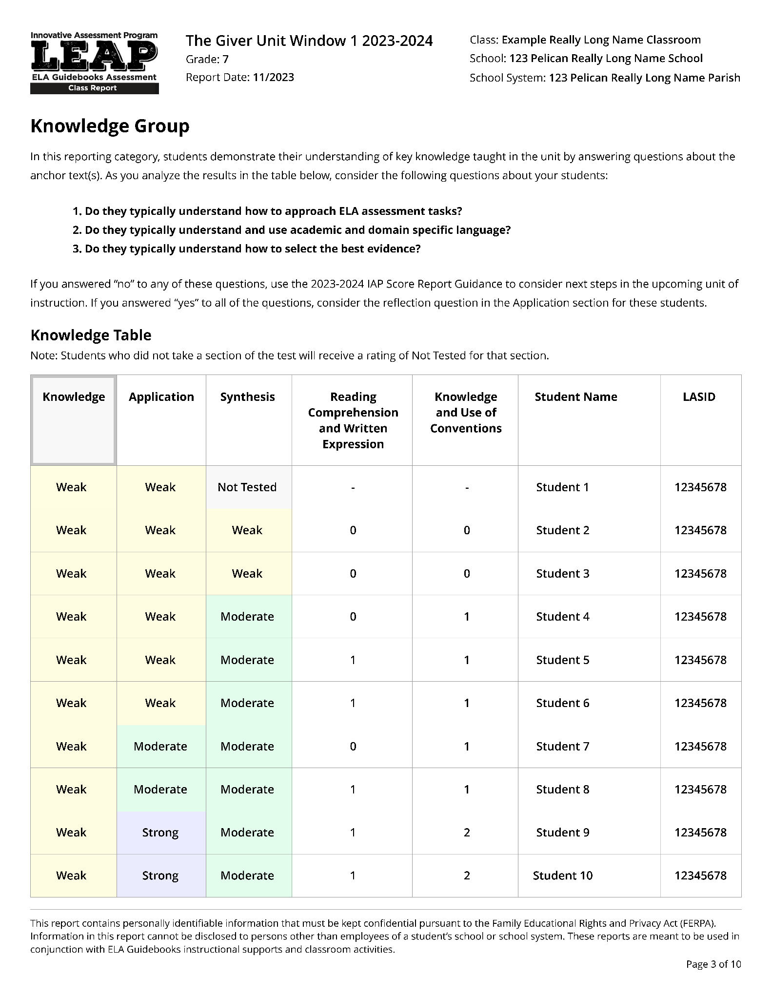 Innovative Assessment Program
LEAP
ELA Guidebooks Assessment
Class Report
The Giver Unit Window 1 2023-2024
Grade: 7
Report Date: 11/2023
Class: Example Really Long Name Classroom
School: 123 Pelican Really Long Name School
School System: 123 Pelican Really Long Name Parish
Knowledge Group
In this reporting category, students demonstrate their understanding of key knowledge taught in the unit by answering questions about the
anchor text(s). As you analyze the results in the table below, consider the following questions about your students:
1. Do they typically understand how to approach ELA assessment tasks?
2. Do they typically understand and use academic and domain specific language?
3. Do they typically understand how to select the best evidence?
If you answered “no” to any of these questions, use the 2023-2024 IAP Score Report Guidance to consider next steps in the upcoming unit of
instruction. If you answered “yes” to all of the questions, consider the reflection question in the Application section for these students.
Knowledge Table
Note: Students who did not take a section of the test will receive a rating of Not Tested for that section.
Knowledge Application Synthesis Reading Knowledge Student Name LASID
Comprehension and Use of
and Written Conventions
Expression
Weak Weak Not Tested - - Student 1 12345678
Weak Weak Weak 0 0 Student 2 12345678
Weak Weak Weak 0 0 Student 3 12345678
Weak Weak Moderate 0 1 Student 4 12345678
Weak Weak Moderate 1 1 Student 5 12345678
Weak Weak Moderate 1 1 Student 6 12345678
Weak Moderate Moderate 0 1 Student 7 12345678
Weak Moderate Moderate 1 1 Student 8 12345678
Weak Strong Moderate 1 2 Student 9 12345678
Weak Strong Moderate 1 2 Student 10 12345678
This report contains personally identifiable information that must be kept confidential pursuant to the Family Educational Rights and Privacy Act (FERPA).
Information in this report cannot be disclosed to persons other than employees of a student’s school or school system. These reports are meant to be used in
conjunction with ELA Guidebooks instructional supports and classroom activities.
Page 3 of 10